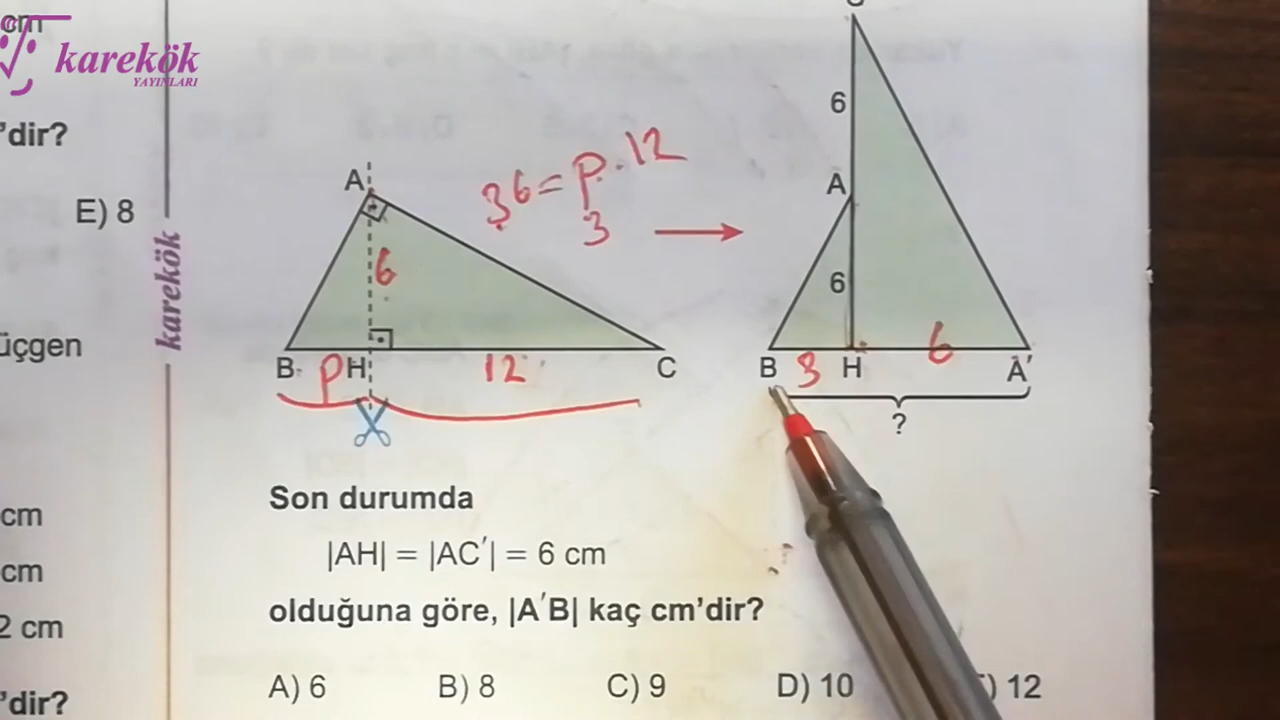 cm
karekök
YAYINLARI
'dir?
E) 8
karekök
üçgen
cm
cm
2 cm
'dir?
A
36 = p.12
3
6
B
p
H
12
C
6
A
6
B
3
H
6
A'
?
Son durumda
|AH| = |AC'| = 6 cm
olduğuna göre, |A'B| kaç cm'dir?
A) 6 B) 8 C) 9 D) 10 ) 12